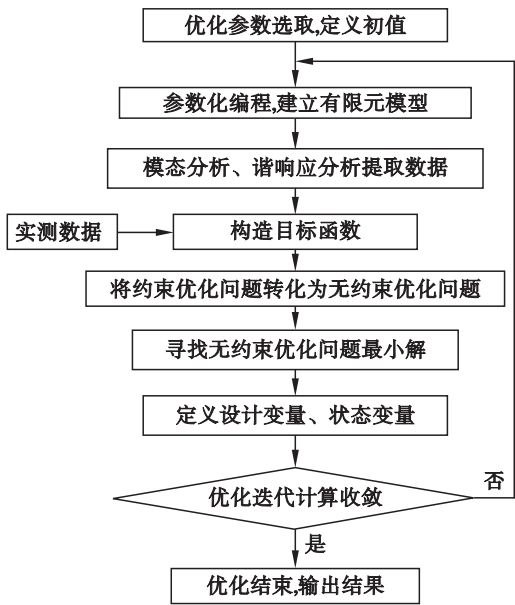 优化参数选取,定义初值
参数化编程,建立有限元模型
模态分析、谐响应分析提取数据
实测数据
构造目标函数
将约束优化问题转化为无约束优化问题
寻找无约束优化问题最小解
定义设计变量、状态变量
优化迭代计算收敛
否
是
优化结束,输出结果